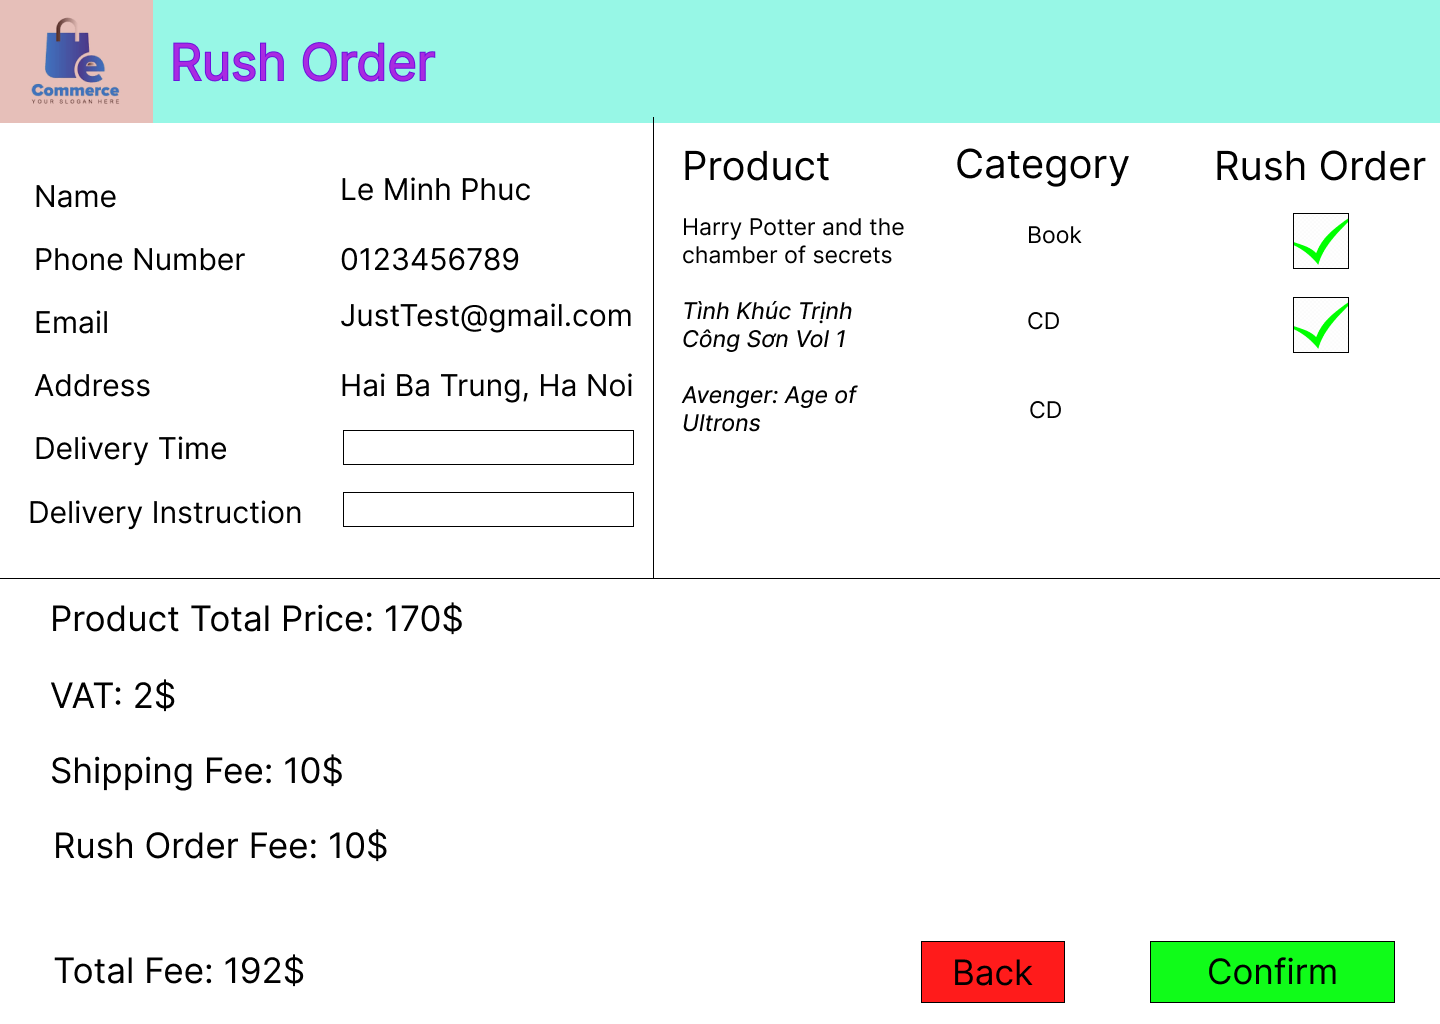 e
Commerce
YOUR SLOGAN HERE
Rush Order
Name
Le Minh Phuc
Phone Number
0123456789
Email
JustTest@gmail.com
Address
Hai Ba Trung, Ha Noi
Delivery Time
Delivery Instruction
Product
Category
Rush Order
Harry Potter and the
chamber of secrets
Book
Tình Khúc Trịnh
Công Sơn Vol 1
CD
Avenger: Age of
Ultrons
CD
Product Total Price: 170$
VAT: 2$
Shipping Fee: 10$
Rush Order Fee: 10$
Total Fee: 192$
Back
Confirm